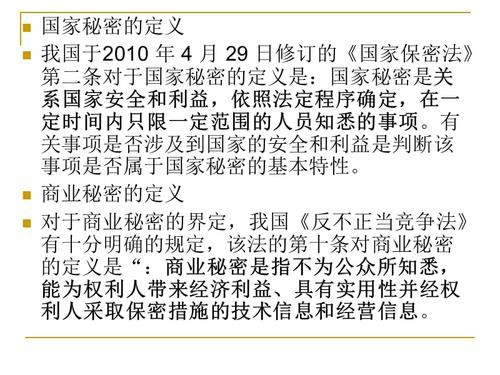 国家秘密的定义
我国于2010 年 4 月 29 日修订的《国家保密法》
第二条对于国家秘密的定义是：国家秘密是关
系国家安全和利益，依照法定程序确定，在一
定时间内只限一定范围的人员知悉的事项。有
关事项是否涉及到国家的安全和利益是判断该
事项是否属于国家秘密的基本特性。
商业秘密的定义
对于商业秘密的界定，我国《反不正当竞争法》
有十分明确的规定，该法的第十条对商业秘密
的定义是“：商业秘密是指不为公众所知悉，
能为权利人带来经济利益、具有实用性并经权
利人采取保密措施的技术信息和经营信息。